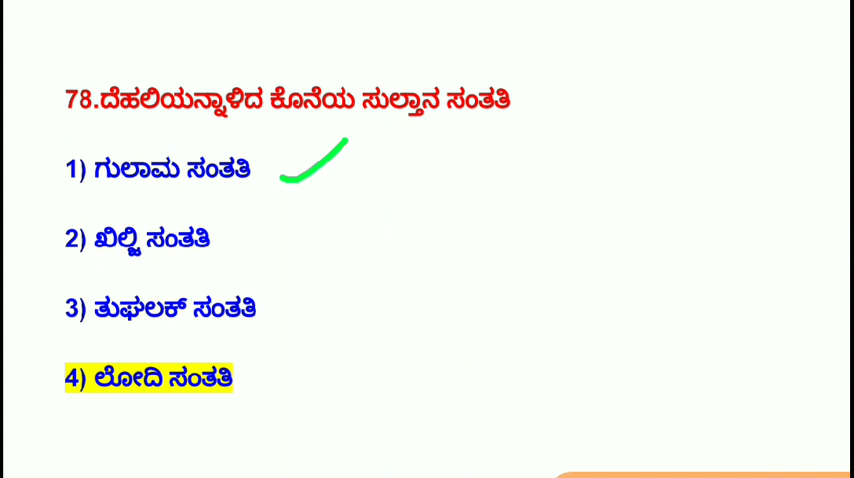 78.ದೆಹಲಿಯನ್ನಾಳಿದ ಕೊನೆಯ ಸುಲ್ತಾನ ಸಂತತಿ
1) ಗುಲಾಮ ಸಂತತಿ
2) ಖಿಲ್ಜಿ ಸಂತತಿ
3) ತುಘಲಕ್ ಸಂತತಿ
4) ಲೋದಿ ಸಂತತಿ